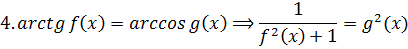 4. arctg f(x) = arccos g(x) ⟹ 1/(f²(x) + 1) = g²(x)